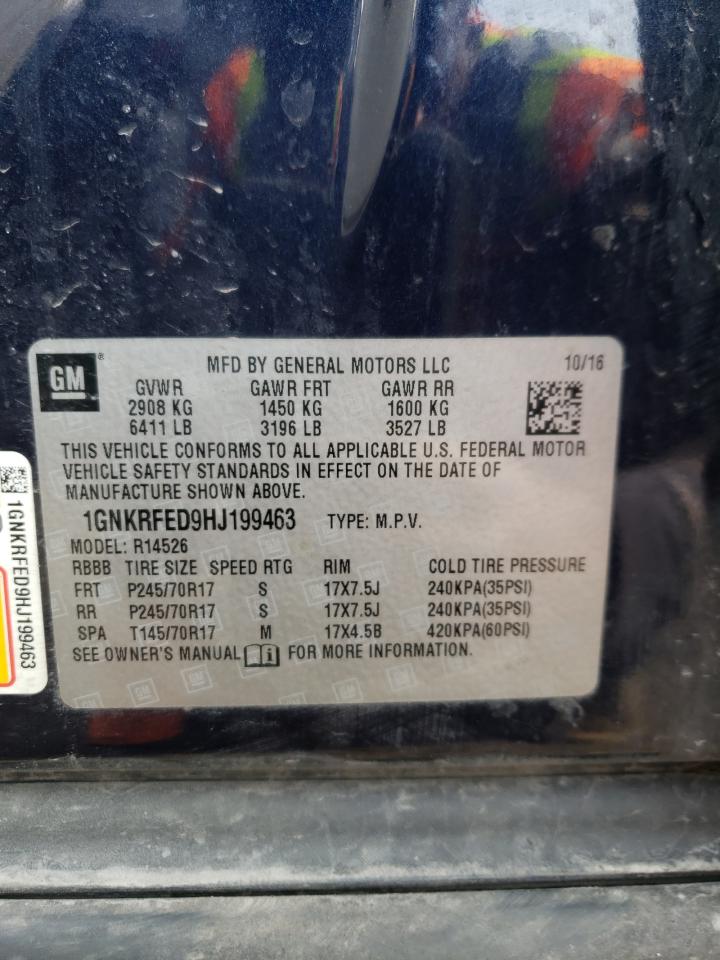 GM ®
MFD BY GENERAL MOTORS LLC 10/16
GVWR GAWR FRT GAWR RR
2908 KG 1450 KG 1600 KG
6411 LB 3196 LB 3527 LB
THIS VEHICLE CONFORMS TO ALL APPLICABLE U.S. FEDERAL MOTOR
VEHICLE SAFETY STANDARDS IN EFFECT ON THE DATE OF
MANUFACTURE SHOWN ABOVE.
1GNKRFED9HJ199463 TYPE: M.P.V.
MODEL: R14526
RBBB TIRE SIZE SPEED RTG RIM COLD TIRE PRESSURE
FRT P245/70R17 S 17X7.5J 240KPA(35PSI)
RR P245/70R17 S 17X7.5J 240KPA(35PSI)
SPA T145/70R17 M 17X4.5B 420KPA(60PSI)
SEE OWNER'S MANUAL FOR MORE INFORMATION.
1GNKRFED9HJ199463